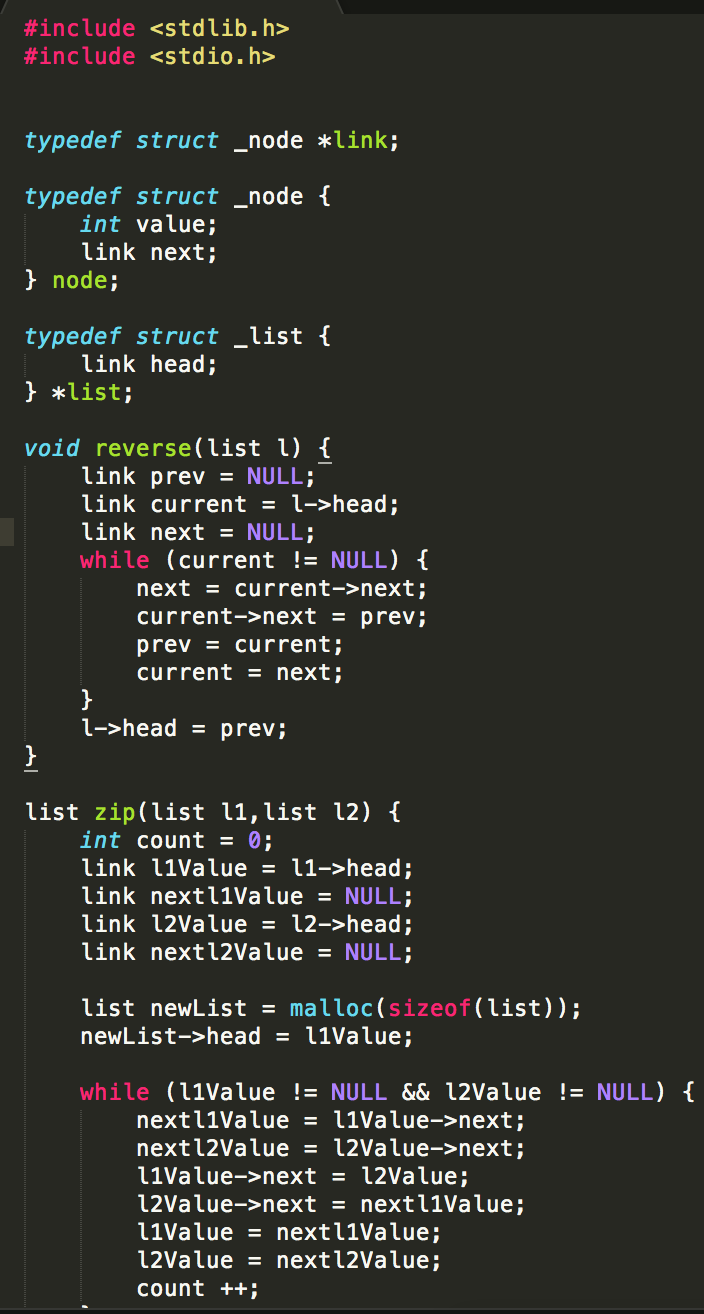 #include <stdlib.h>
#include <stdio.h>
typedef struct _node *link;
typedef struct _node {
int value;
link next;
} node;
typedef struct _list {
link head;
} *list;
void reverse(list l) {
link prev = NULL;
link current = l->head;
link next = NULL;
while (current != NULL) {
next = current->next;
current->next = prev;
prev = current;
current = next;
}
l->head = prev;
}
list zip(list l1,list l2) {
int count = 0;
link l1Value = l1->head;
link nextl1Value = NULL;
link l2Value = l2->head;
link nextl2Value = NULL;
list newList = malloc(sizeof(list));
newList->head = l1Value;
while (l1Value != NULL && l2Value != NULL) {
nextl1Value = l1Value->next;
nextl2Value = l2Value->next;
l1Value->next = l2Value;
l2Value->next = nextl1Value;
l1Value = nextl1Value;
l2Value = nextl2Value;
count ++;